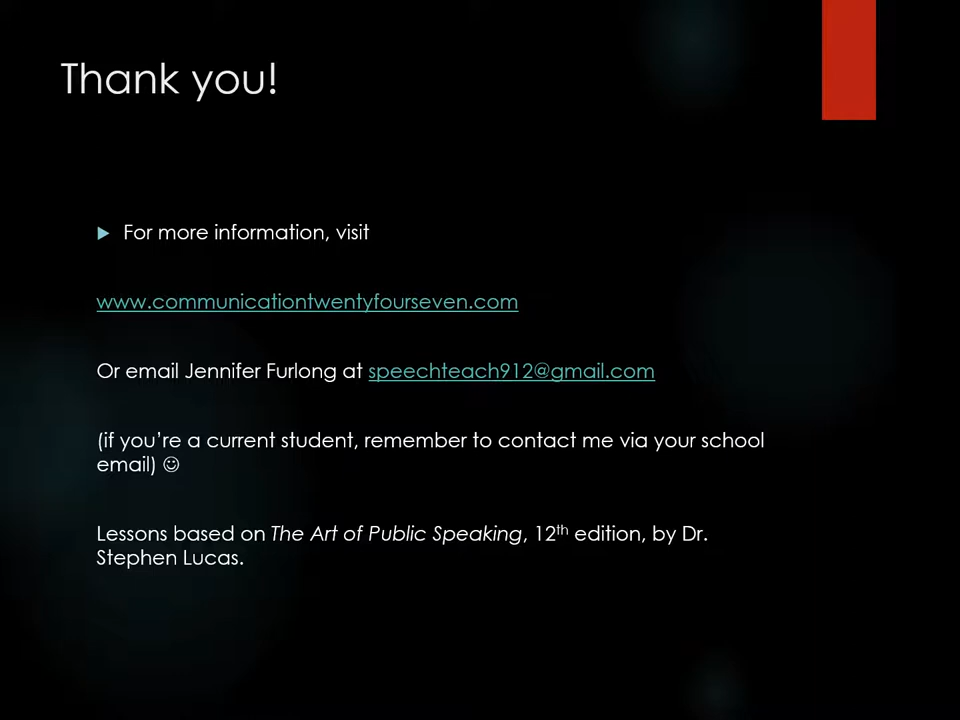 Thank you!
For more information, visit
www.communicationtwentyfourseven.com
Or email Jennifer Furlong at speechteach912@gmail.com
(if you’re a current student, remember to contact me via your school
email) ☺
Lessons based on The Art of Public Speaking, 12th edition, by Dr.
Stephen Lucas.